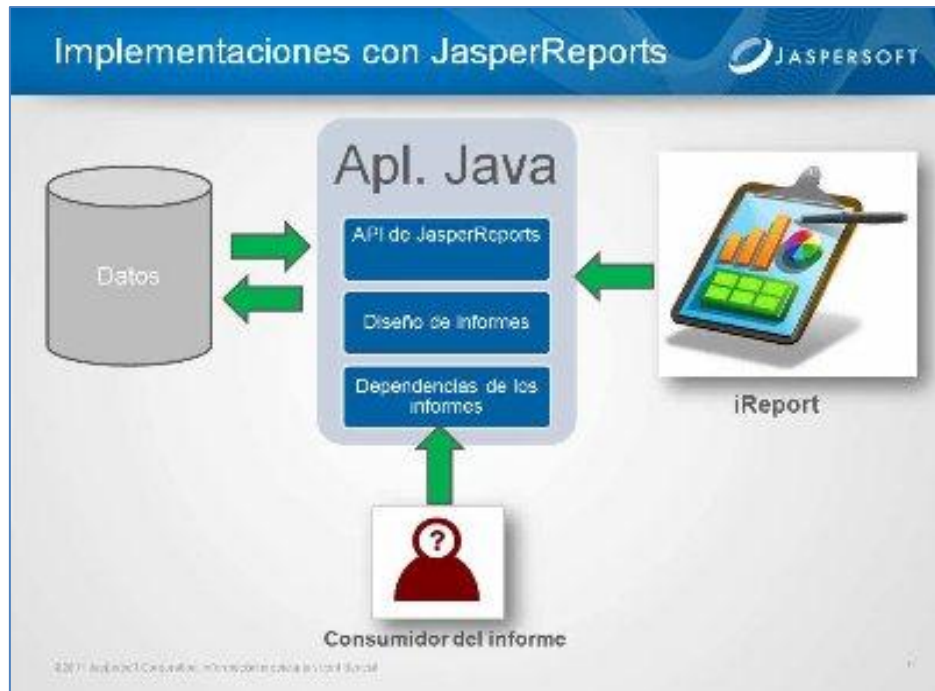 Implementaciones con JasperReports
JASPERSOFT
Apl. Java
API de JasperReports
Datos
Diseño de informes
Dependencias de los
informes
iReport
Consumidor del informe
Jaspersoft